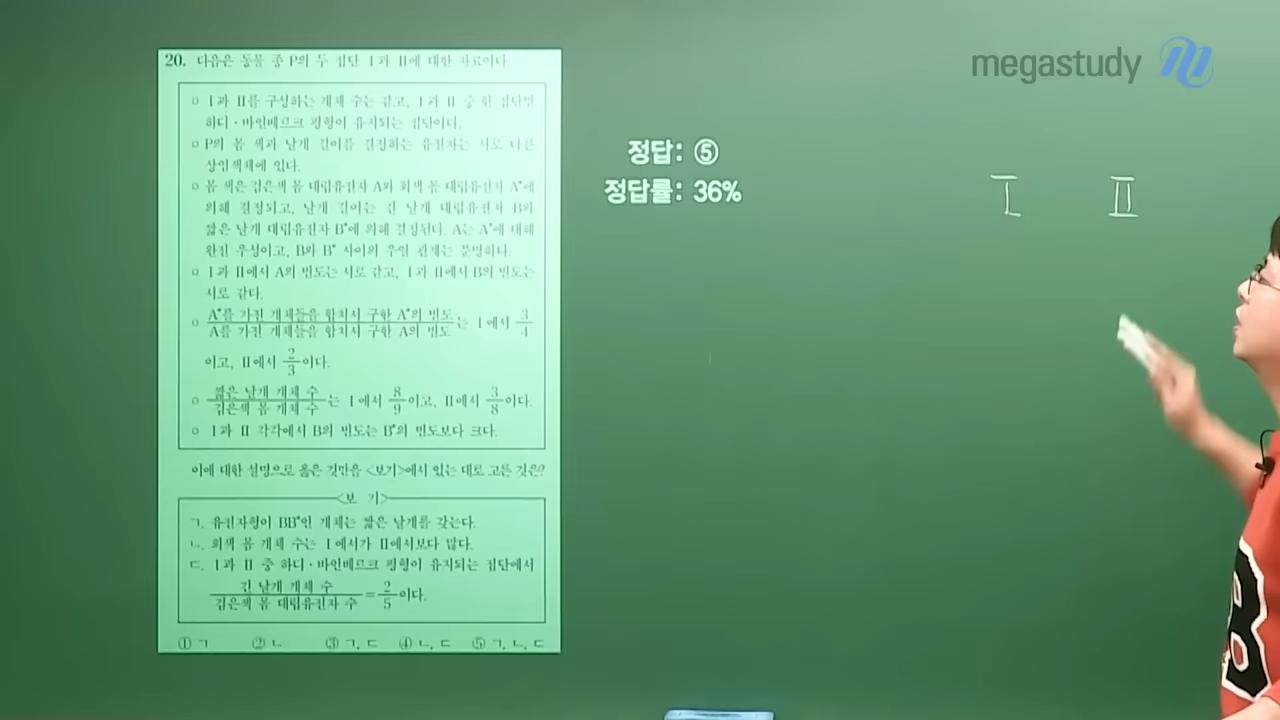 megastudy
20. 다음은 동물 종 P의 두 집단 Ⅰ과 Ⅱ에 대한 자료이다.
○ Ⅰ과 Ⅱ를 구성하는 개체 수는 같고, Ⅰ과 Ⅱ 중 한 집단만
하디·바인베르크 평형이 유지되는 집단이다.
○ P의 몸 색과 날개 길이를 결정하는 유전자는 서로 다른
상염색체에 있다.
○ 몸 색은 검은색 몸 대립유전자 A와 회색 몸 대립유전자 A*에
의해 결정되고, 날개 길이는 긴 날개 대립유전자 B와
짧은 날개 대립유전자 B*에 의해 결정된다. A는 A*에 대해
완전 우성이고, B와 B* 사이의 우열 관계는 분명하다.
○ Ⅰ과 Ⅱ에서 A의 빈도는 서로 같고, Ⅰ과 Ⅱ에서 B의 빈도는
서로 같다.
○ A*를 가진 개체들을 합쳐서 구한 A*의 빈도 / A를 가진 개체들을 합쳐서 구한 A의 빈도 는 Ⅰ에서 3/4
이고, Ⅱ에서 2/3이다.
○ 짧은 날개 개체 수 / 검은색 몸 개체 수 는 Ⅰ에서 8/9이고, Ⅱ에서 3/8이다.
○ Ⅰ과 Ⅱ 각각에서 B의 빈도는 B*의 빈도보다 크다.
이에 대한 설명으로 옳은 것만을 <보기>에서 있는 대로 고른 것은?
<보 기>
ㄱ. 유전자형이 BB*인 개체는 짧은 날개를 갖는다.
ㄴ. 회색 몸 개체 수는 Ⅰ에서가 Ⅱ에서보다 많다.
ㄷ. Ⅰ과 Ⅱ 중 하디·바인베르크 평형이 유지되는 집단에서
긴 날개 개체 수 / 검은색 몸 대립유전자 수 = 2/5이다.
① ㄱ ② ㄴ ③ ㄱ, ㄷ ④ ㄴ, ㄷ ⑤ ㄱ, ㄴ, ㄷ
정답: ⑤
정답률: 36%
Ⅰ Ⅱ
B